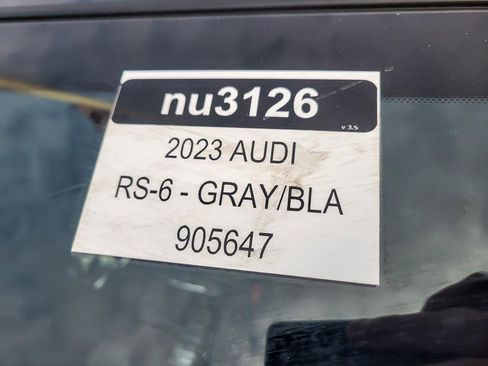 nu3126
v 3.5
2023 AUDI
RS-6 - GRAY/BLA
905647